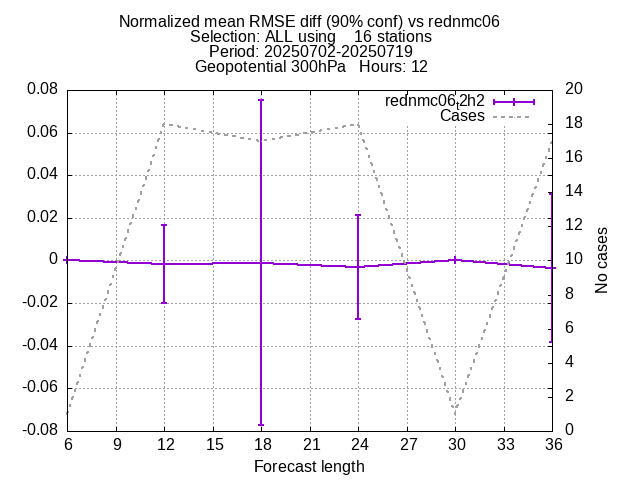 Normalized mean RMSE diff (90% conf) vs rednmc06
Selection: ALL using    16 stations
Period: 20250702-20250719
Geopotential 300hPa   Hours: 12
rednmc06t2h2
Cases
0.08
0.06
0.04
0.02
0
-0.02
-0.04
-0.06
-0.08
20
18
16
14
12
10
8
6
4
2
0
No cases
6 9 12 15 18 21 24 27 30 33 36
Forecast length